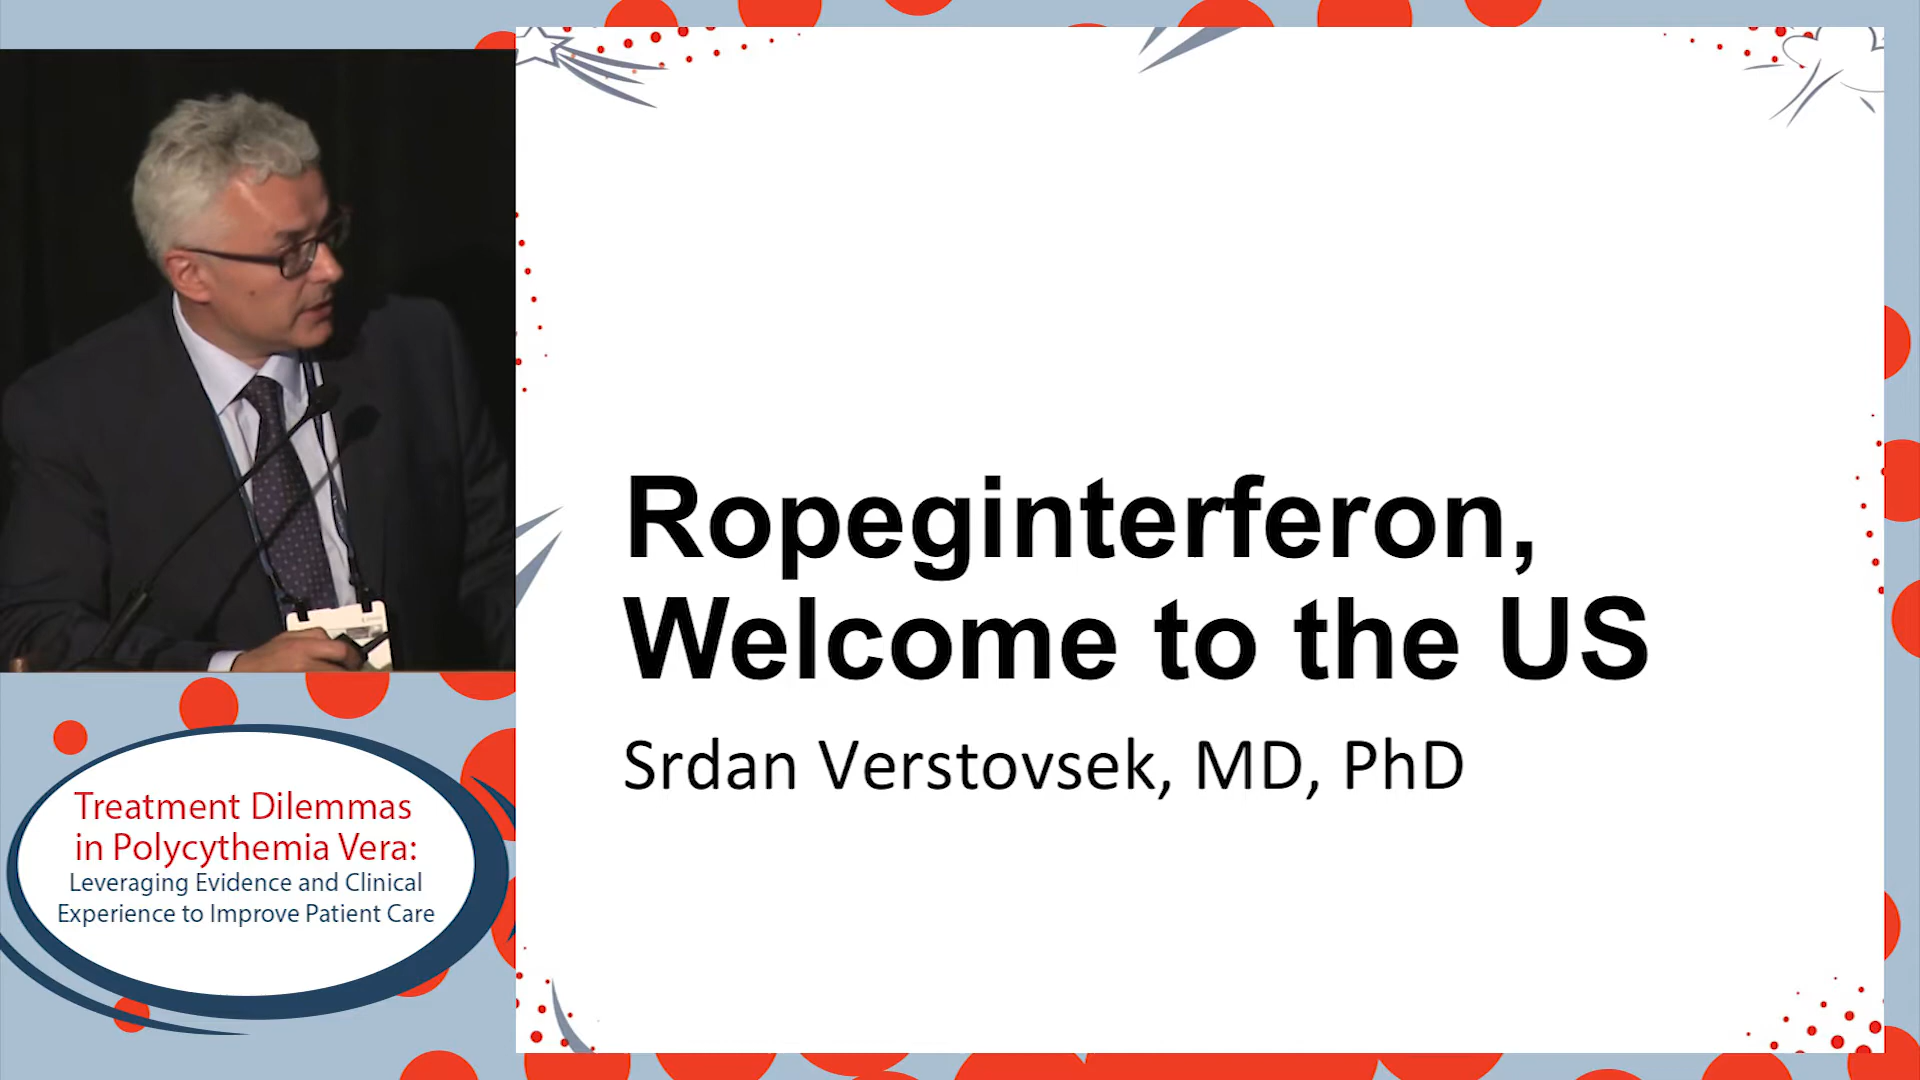 Ropeginterferon,
Welcome to the US
Srdan Verstovsek, MD, PhD
Treatment Dilemmas
in Polycythemia Vera:
Leveraging Evidence and Clinical
Experience to Improve Patient Care